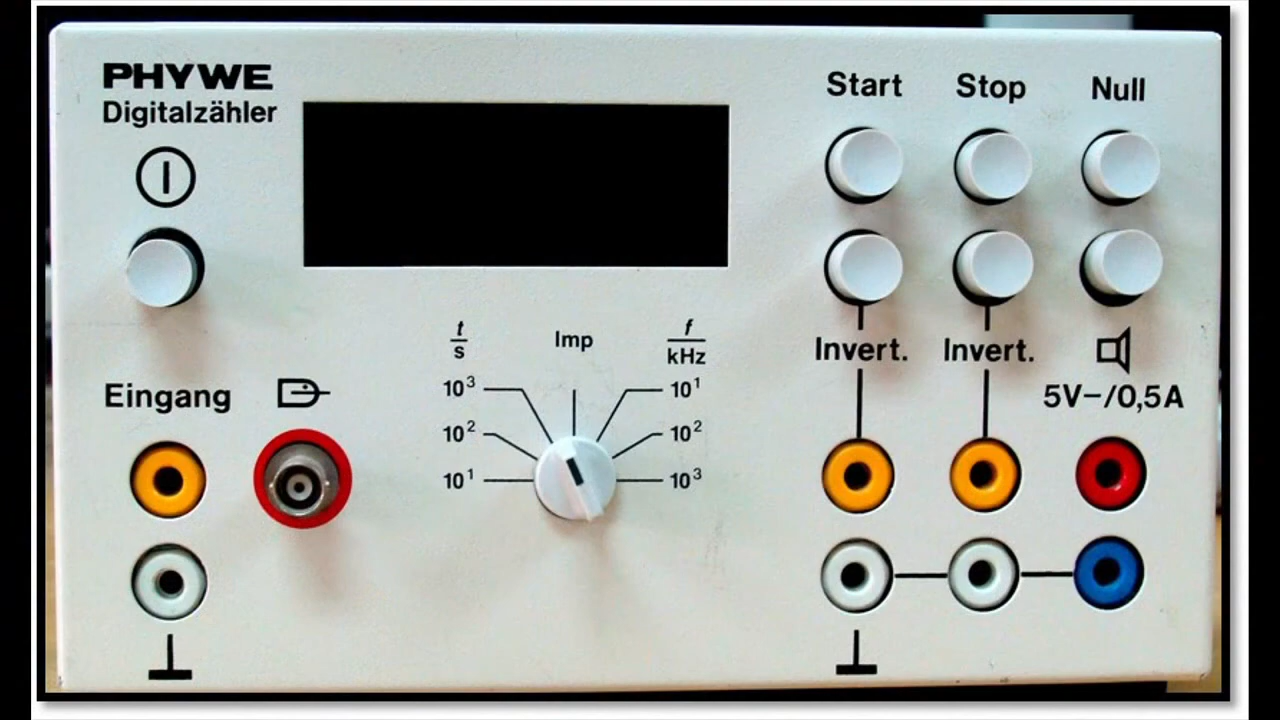 PHYWE
Digitalzähler
Start Stop Null
t/s Imp f/kHz
Invert. Invert.
10³ 10¹
Eingang 5V–/0,5A
10² 10²
10¹ 10³